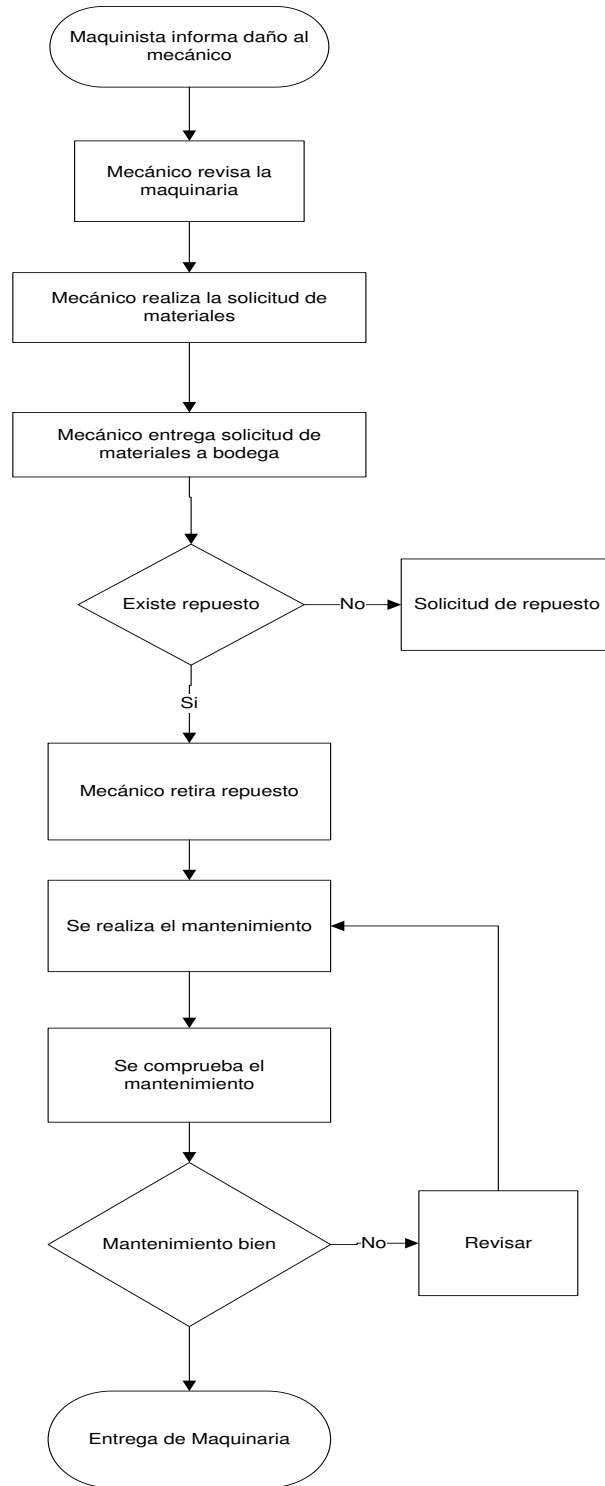 Maquinista informa daño al
mecánico
Mecánico revisa la
maquinaria
Mecánico realiza la solicitud de
materiales
Mecánico entrega solicitud de
materiales a bodega
Existe repuesto
No
Solicitud de repuesto
Si
Mecánico retira repuesto
Se realiza el mantenimiento
Se comprueba el
mantenimiento
Mantenimiento bien
No
Revisar
Entrega de Maquinaria